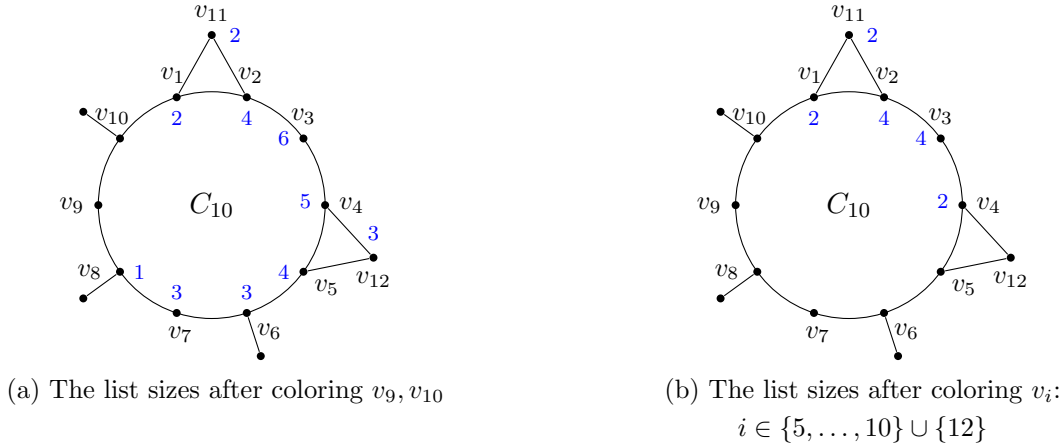 v₁₁
2
v₁
v₂
v₁₀
2
4
v₃
6
v₉
C₁₀
5
v₄
3
v₈
1
4
v₅
v₁₂
3
3
v₇
v₆
(a) The list sizes after coloring v₉, v₁₀
v₁₁
2
v₁
v₂
v₁₀
2
4
v₃
4
v₉
C₁₀
2
v₄
v₈
v₅
v₁₂
v₇
v₆
(b) The list sizes after coloring vᵢ:
i ∈ {5, . . . , 10} ∪ {12}